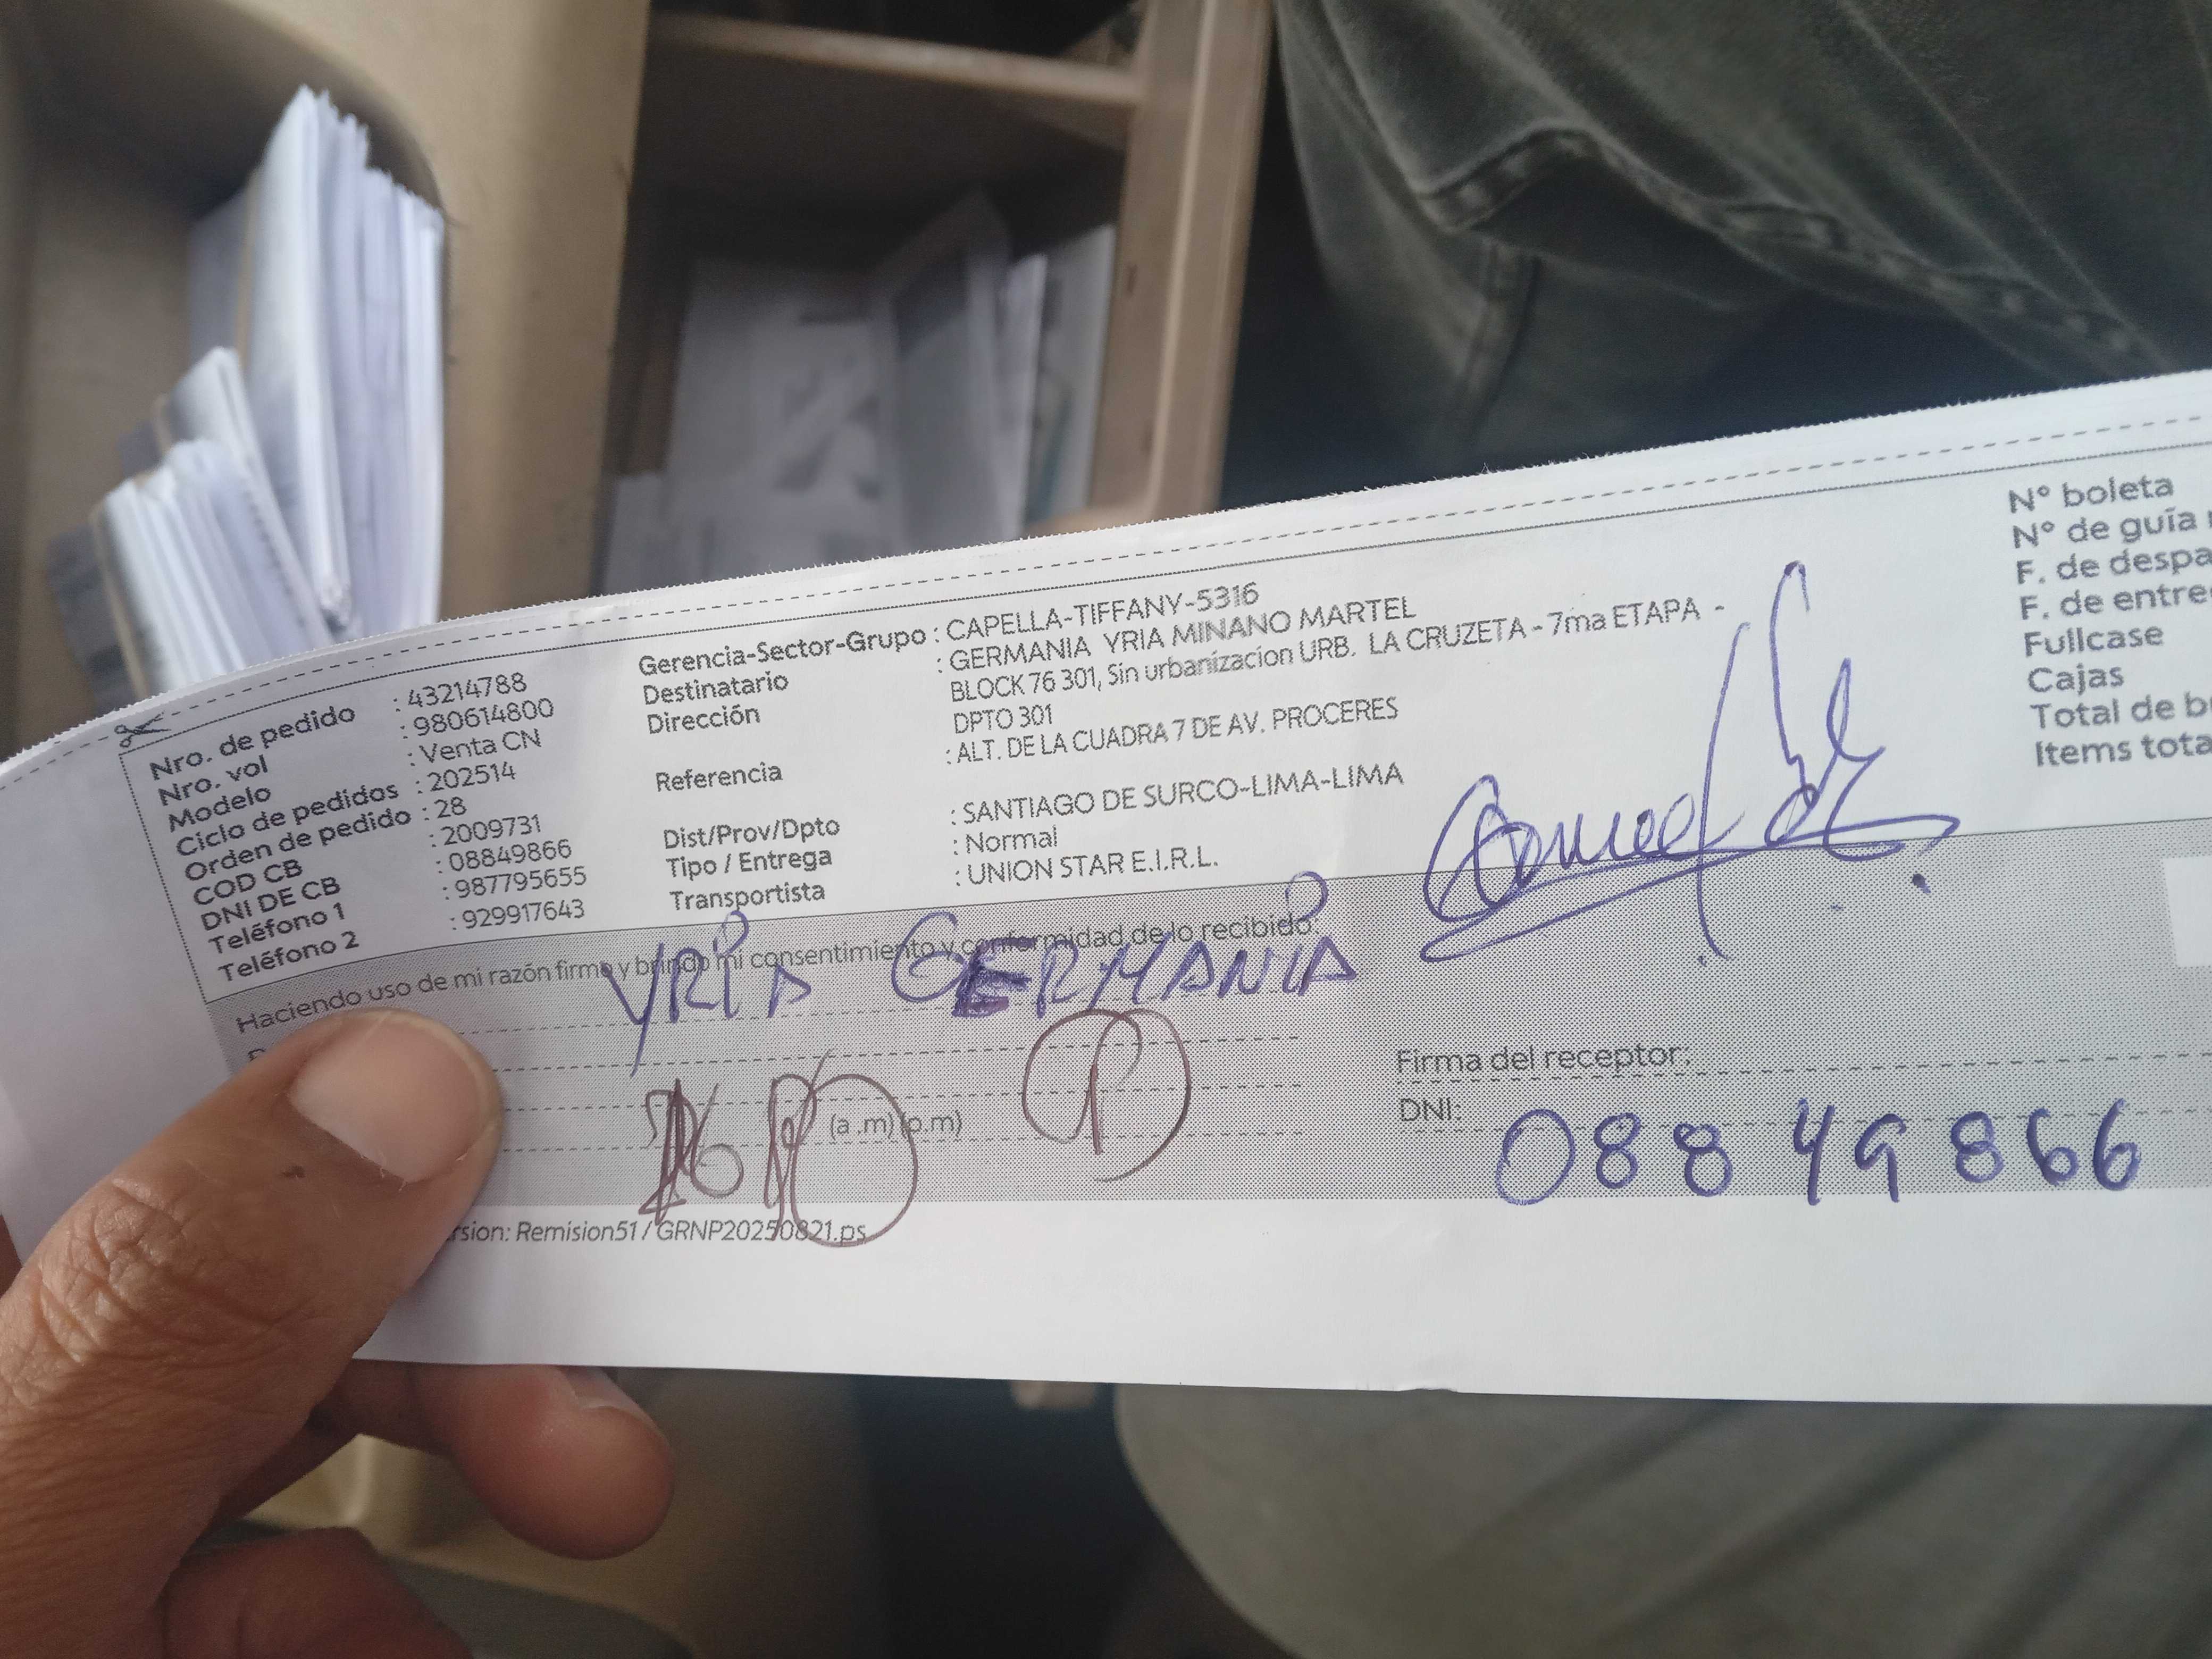 Nro. de pedido : 43214788
Nro. vol : 980614800
Modelo : Venta CN
Ciclo de pedidos : 202514
Orden de pedido : 28
COD CB : 2009731
DNI DE CB : 08849866
Teléfono 1 : 987795655
Teléfono 2 : 929917643
Gerencia-Sector-Grupo : CAPELLA-TIFFANY-5316
Destinatario : GERMANIA YRIA MINANO MARTEL
Dirección BLOCK 76 301, Sin urbanizacion URB. LA CRUZETA - 7ma ETAPA -
DPTO 301
Referencia : ALT. DE LA CUADRA 7 DE AV. PROCERES
Dist/Prov/Dpto : SANTIAGO DE SURCO-LIMA-LIMA
Tipo / Entrega : Normal
Transportista : UNION STAR E.I.R.L.
N° boleta
N° de guía
F. de despa
F. de entre
Fullcase
Cajas
Total de b
Items tota
Haciendo uso de mi razón firmo y brindo mi consentimiento y conformidad de lo recibido:
YRIA GERMANIA
(a.m) (p.m)
Firma del receptor:
DNI: 08849866
rsion: Remision51 / GRNP20250821.ps